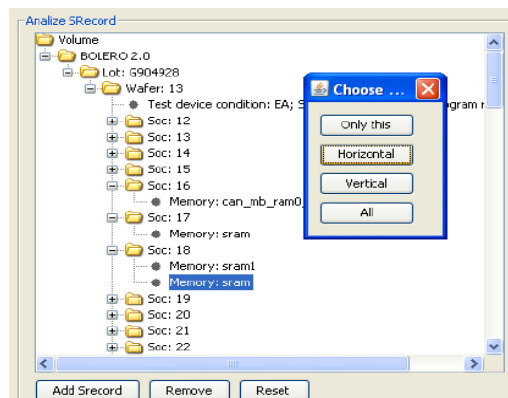 Analize SRecord
Volume
BOLERO 2.0
Lot: G904928
Wafer: 13
Test device condition: EA; S
gram r
Soc: 12
Soc: 13
Soc: 14
Soc: 15
Soc: 16
Memory: can_mb_ram0_
Soc: 17
Memory: sram
Soc: 18
Memory: sram1
Memory: sram
Soc: 19
Soc: 20
Soc: 21
Soc: 22
Choose ...
Only this
Horizontal
Vertical
All
Add Srecord Remove Reset